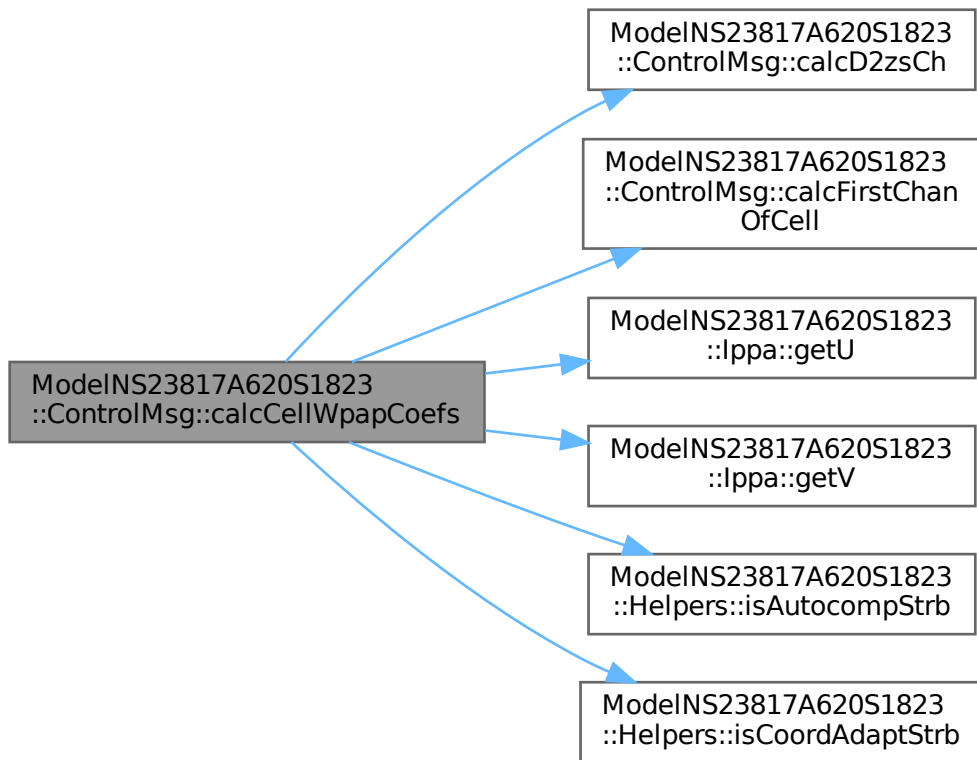 ModelNS23817A620S1823
::ControlMsg::calcD2zsCh
ModelNS23817A620S1823
::ControlMsg::calcFirstChan
OfCell
ModelNS23817A620S1823
::Ippa::getU
ModelNS23817A620S1823
::ControlMsg::calcCellWpapCoefs
ModelNS23817A620S1823
::Ippa::getV
ModelNS23817A620S1823
::Helpers::isAutocompStrb
ModelNS23817A620S1823
::Helpers::isCoordAdaptStrb